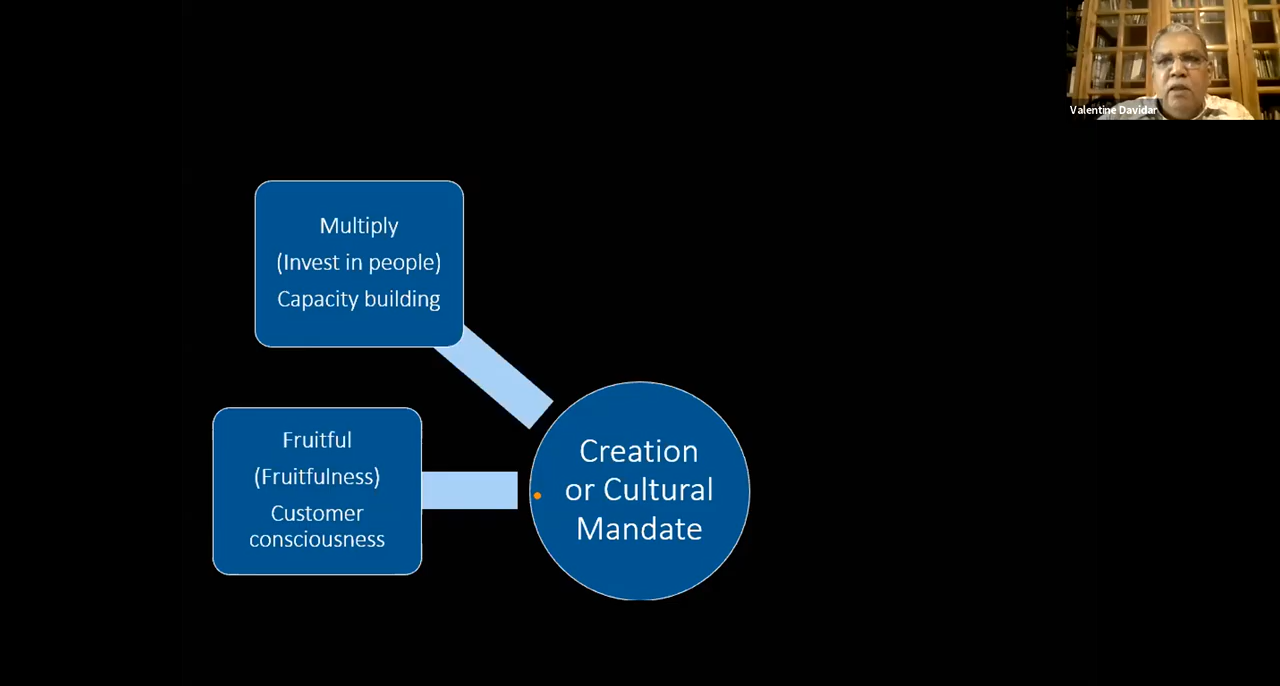 Valentine Davidar
Multiply
(Invest in people)
Capacity building
Fruitful
(Fruitfulness)
Customer
consciousness
Creation
or Cultural
Mandate